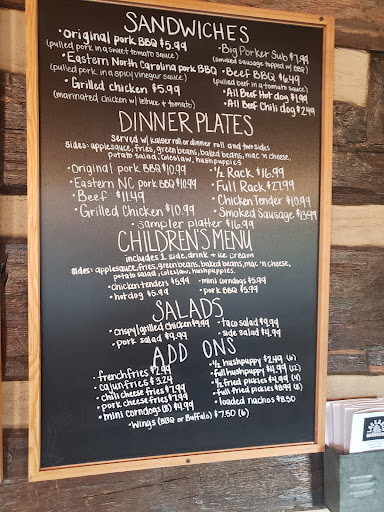 SANDWICHES
• Original pork BBQ $5.99
(pulled pork in a sweet tomato sauce)
• Eastern North Carolina pork BBQ
(pulled pork in a spicy vinegar sauce)
• Grilled chicken $5.99
(marinated chicken w/ lettuce + tomato)
• Big Porker Sub $7.99
(smoked sausage topped w/ BBQ)
• Beef BBQ $6.49
(pulled beef in a tomato sauce)
• All Beef Hot dog $1.99
• All Beef Chili dog $2.49
DINNER PLATES
served w/ kaiser roll or dinner roll and two sides
sides: applesauce, fries, green beans, baked beans, mac 'n cheese,
potato salad, coleslaw, hushpuppies
• Original pork BBQ $10.99
• Eastern NC pork BBQ $10.99
• Beef $11.49
• Grilled Chicken $10.99
• ½ Rack $16.99
• Full Rack $27.99
• Chicken Tender $10.99
• Smoked Sausage $13.99
• sampler platter $16.99
CHILDREN'S MENU
includes 1 side, drink + ice cream
sides: applesauce, fries, green beans, baked beans, mac 'n cheese,
potato salad, coleslaw, hushpuppies
• chicken tenders $5.99
• hot dog $5.99
• mini corndogs $5.99
• pork BBQ $5.99
SALADS
• crispy/grilled chicken $9.99
• pork salad $9.99
• taco salad $9.99
• side salad $4.99
ADD ONS
• french fries $2.99
• cajun fries $3.24
• chili cheese fries $7.99
• pork cheese fries $7.99
• mini corndogs (8) $4.99
• ½ hushpuppy $2.49 (6)
• full hushpuppy $4.99 (12)
• ½ fried pickles $4.99 (4)
• full fried pickles $8.99 (8)
• loaded nachos $8.50
• Wings (BBQ or Buffalo) $7.50 (6)